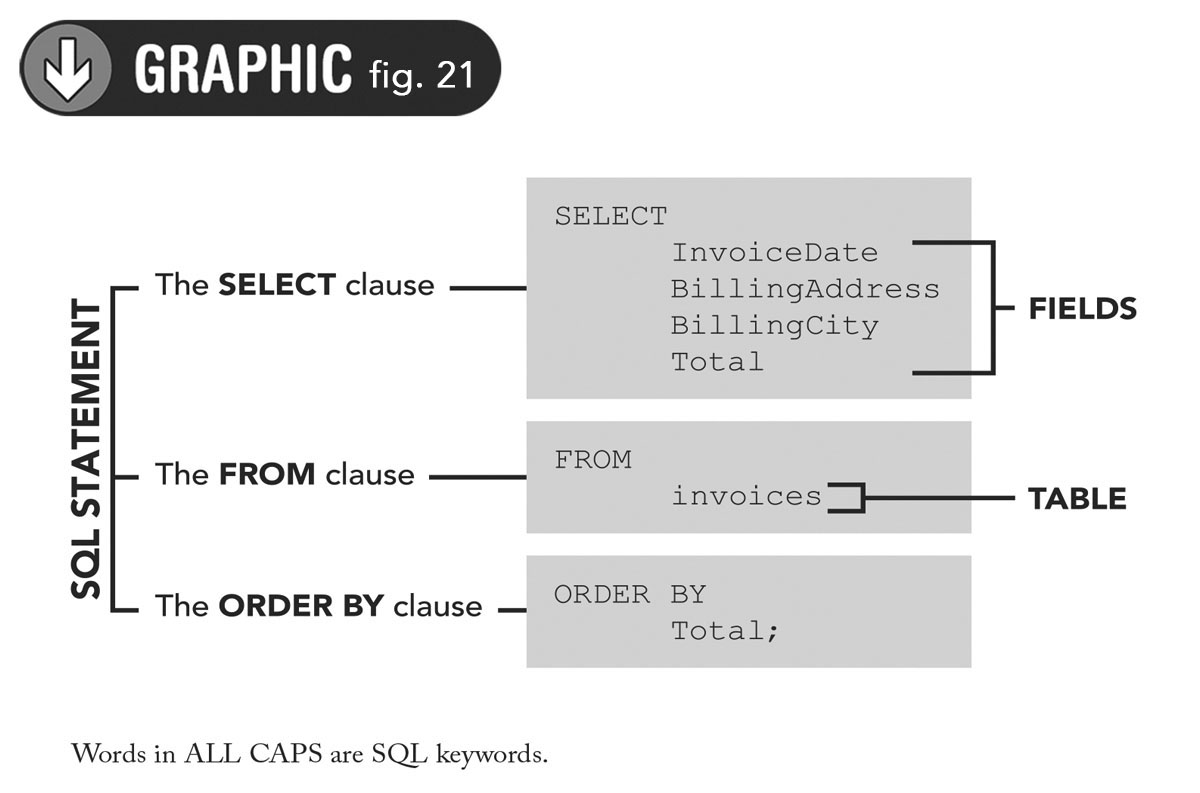 GRAPHIC fig. 21
SQL STATEMENT
The SELECT clause
SELECT
InvoiceDate
BillingAddress
BillingCity
Total
FIELDS
The FROM clause
FROM
invoices
TABLE
The ORDER BY clause
ORDER BY
Total;
Words in ALL CAPS are SQL keywords.